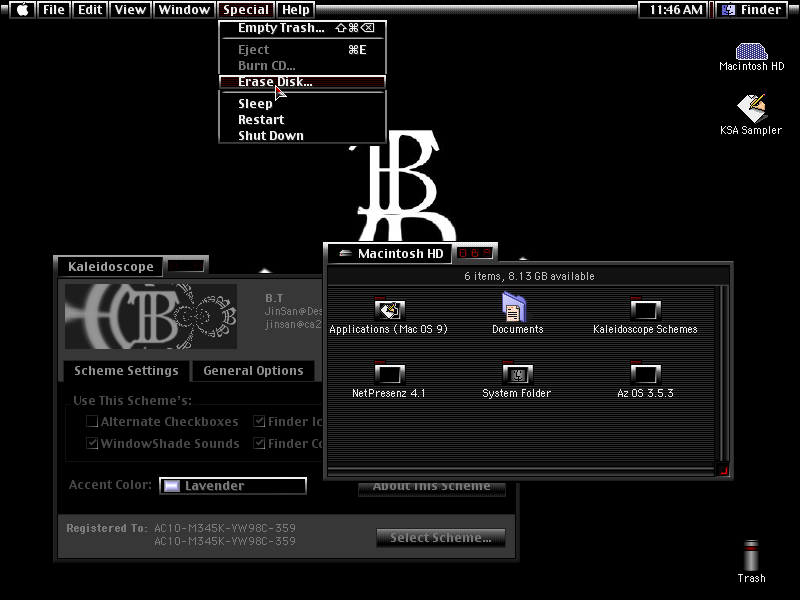 File Edit View Window Special Help 11:46 AM Finder
Empty Trash... ⇧⌘⌫
Eject ⌘E
Burn CD...
Erase Disk...
Sleep
Restart
Shut Down
Macintosh HD
KSA Sampler
Kaleidoscope
B.T
JinSan@Des
jinsan@ca2
Scheme Settings General Options
Use This Scheme's:
Alternate Checkboxes Finder Ic
WindowShade Sounds Finder Co
Accent Color: Lavender
About This Scheme
Registered To: AC10-M345K-YW98C-359
AC10-M345K-YW98C-359
Select Scheme...
Macintosh HD
6 items, 8.13 GB available
Applications (Mac OS 9) Documents Kaleidoscope Schemes
NetPresenz 4.1 System Folder Az OS 3.5.3
Trash